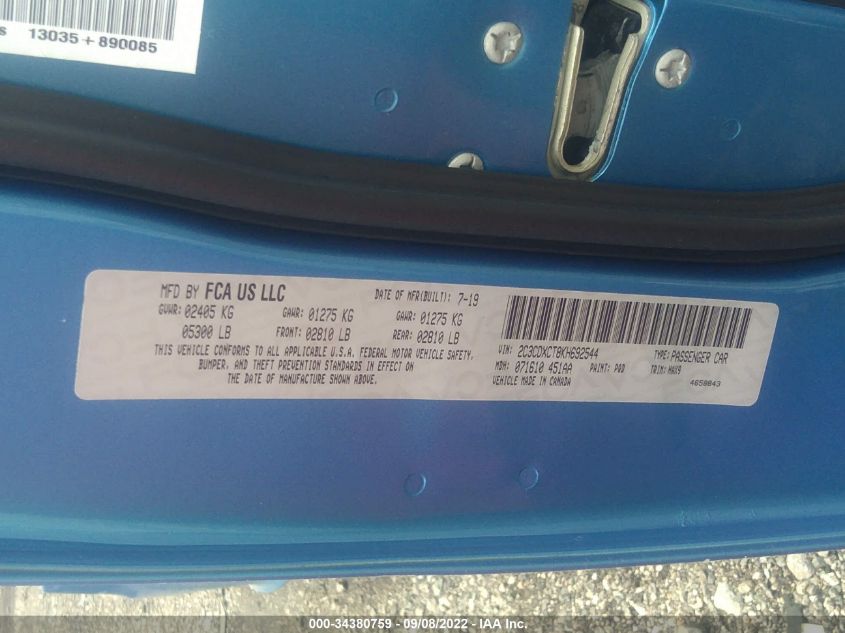 13035 + 890085
MFD BY FCA US LLC
DATE OF MFR(BUILT): 7-19
GVWR: 02405 KG
GAWR: 01275 KG
GAWR: 01275 KG
05300 LB
FRONT: 02810 LB
REAR: 02810 LB
THIS VEHICLE CONFORMS TO ALL APPLICABLE U.S.A. FEDERAL MOTOR VEHICLE SAFETY,
BUMPER, AND THEFT PREVENTION STANDARDS IN EFFECT ON
THE DATE OF MANUFACTURE SHOWN ABOVE.
VIN: 2C3CDXCT0KH692544
TYPE: PASSENGER CAR
MDH: 071610 451AA
PAINT: PQD
TRIM: HAX9
VEHICLE MADE IN CANADA
4658843
000-34380759 - 09/08/2022 - IAA Inc.